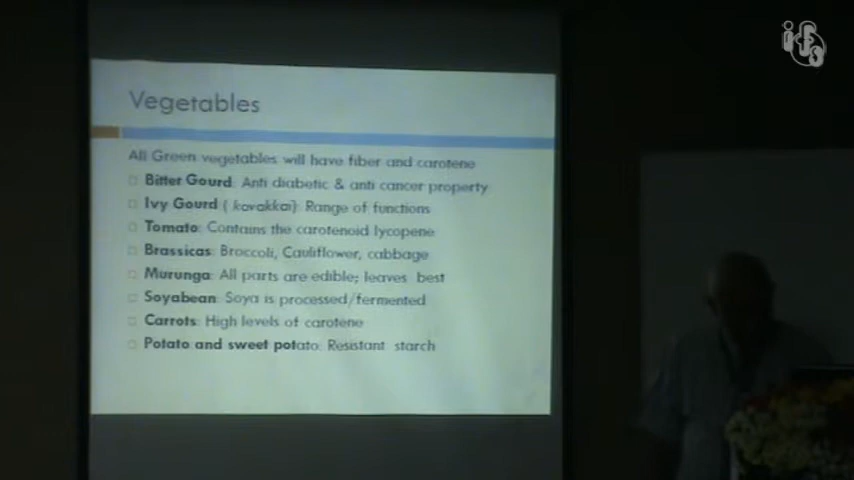 Vegetables
All Green vegetables will have fiber and carotene
Bitter Gourd: Anti diabetic & anti cancer property
Ivy Gourd ( kovakkai): Range of functions
Tomato: Contains the carotenoid lycopene
Brassicas: Broccoli, Cauliflower, cabbage
Murunga: All parts are edible; leaves best
Soyabean: Soya is processed/fermented
Carrots: High levels of carotene
Potato and sweet potato: Resistant starch